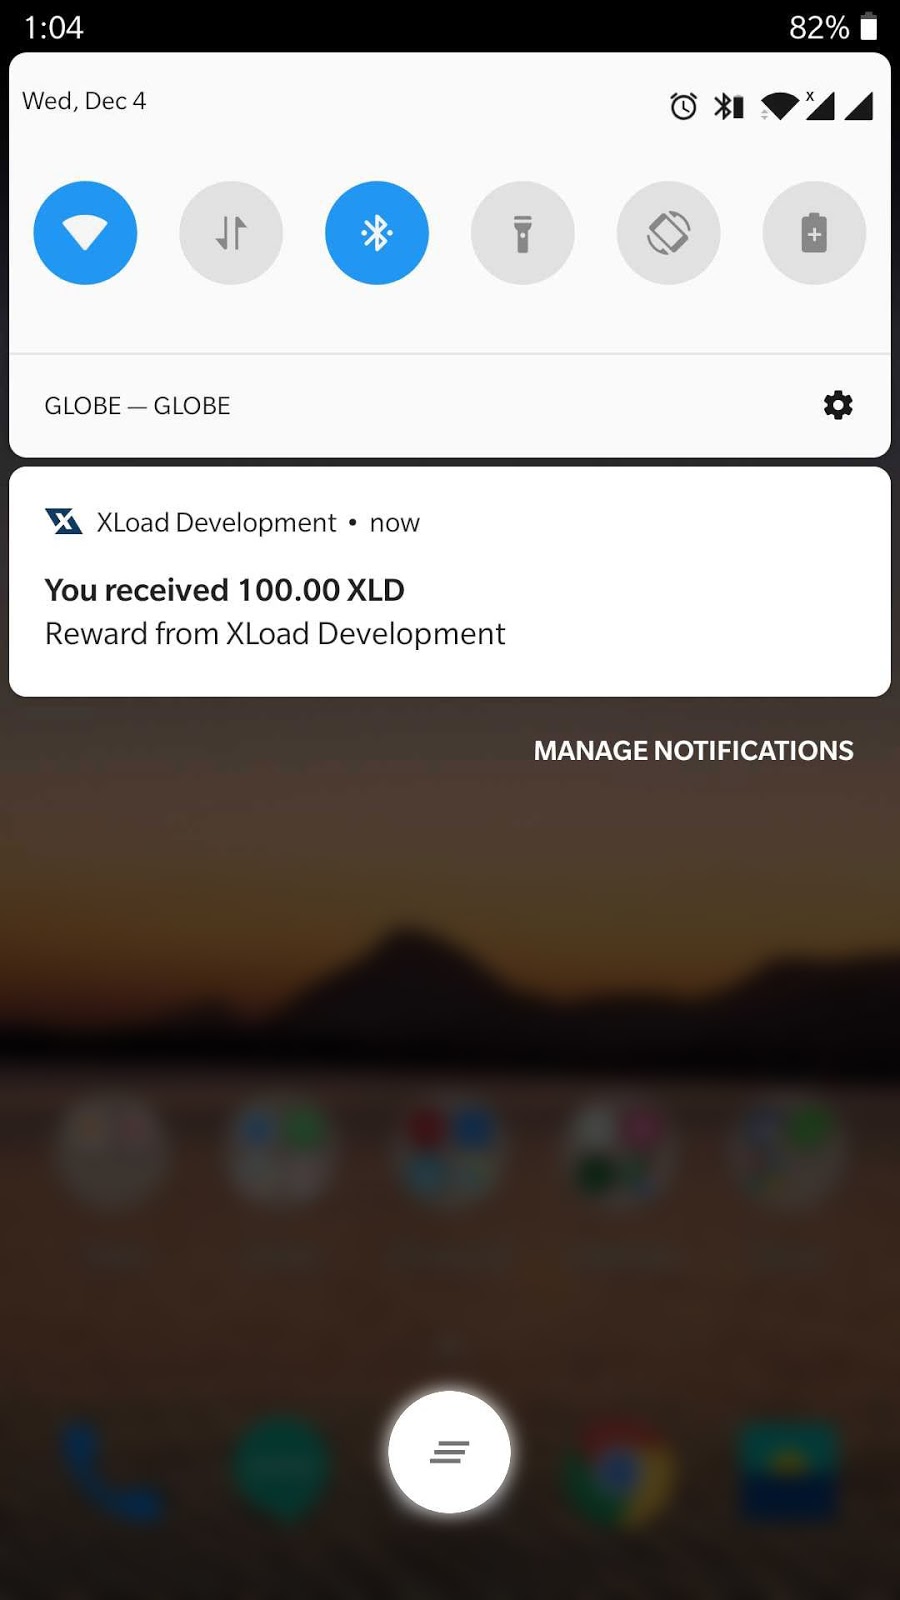 1:04 82%
Wed, Dec 4
GLOBE — GLOBE
XLoad Development • now
You received 100.00 XLD
Reward from XLoad Development
MANAGE NOTIFICATIONS